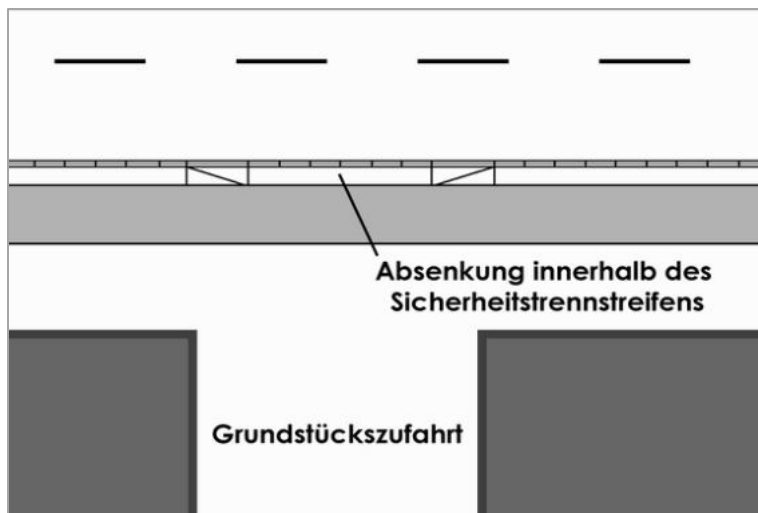 Absenkung innerhalb des
Sicherheitstrennstreifens
Grundstückszufahrt